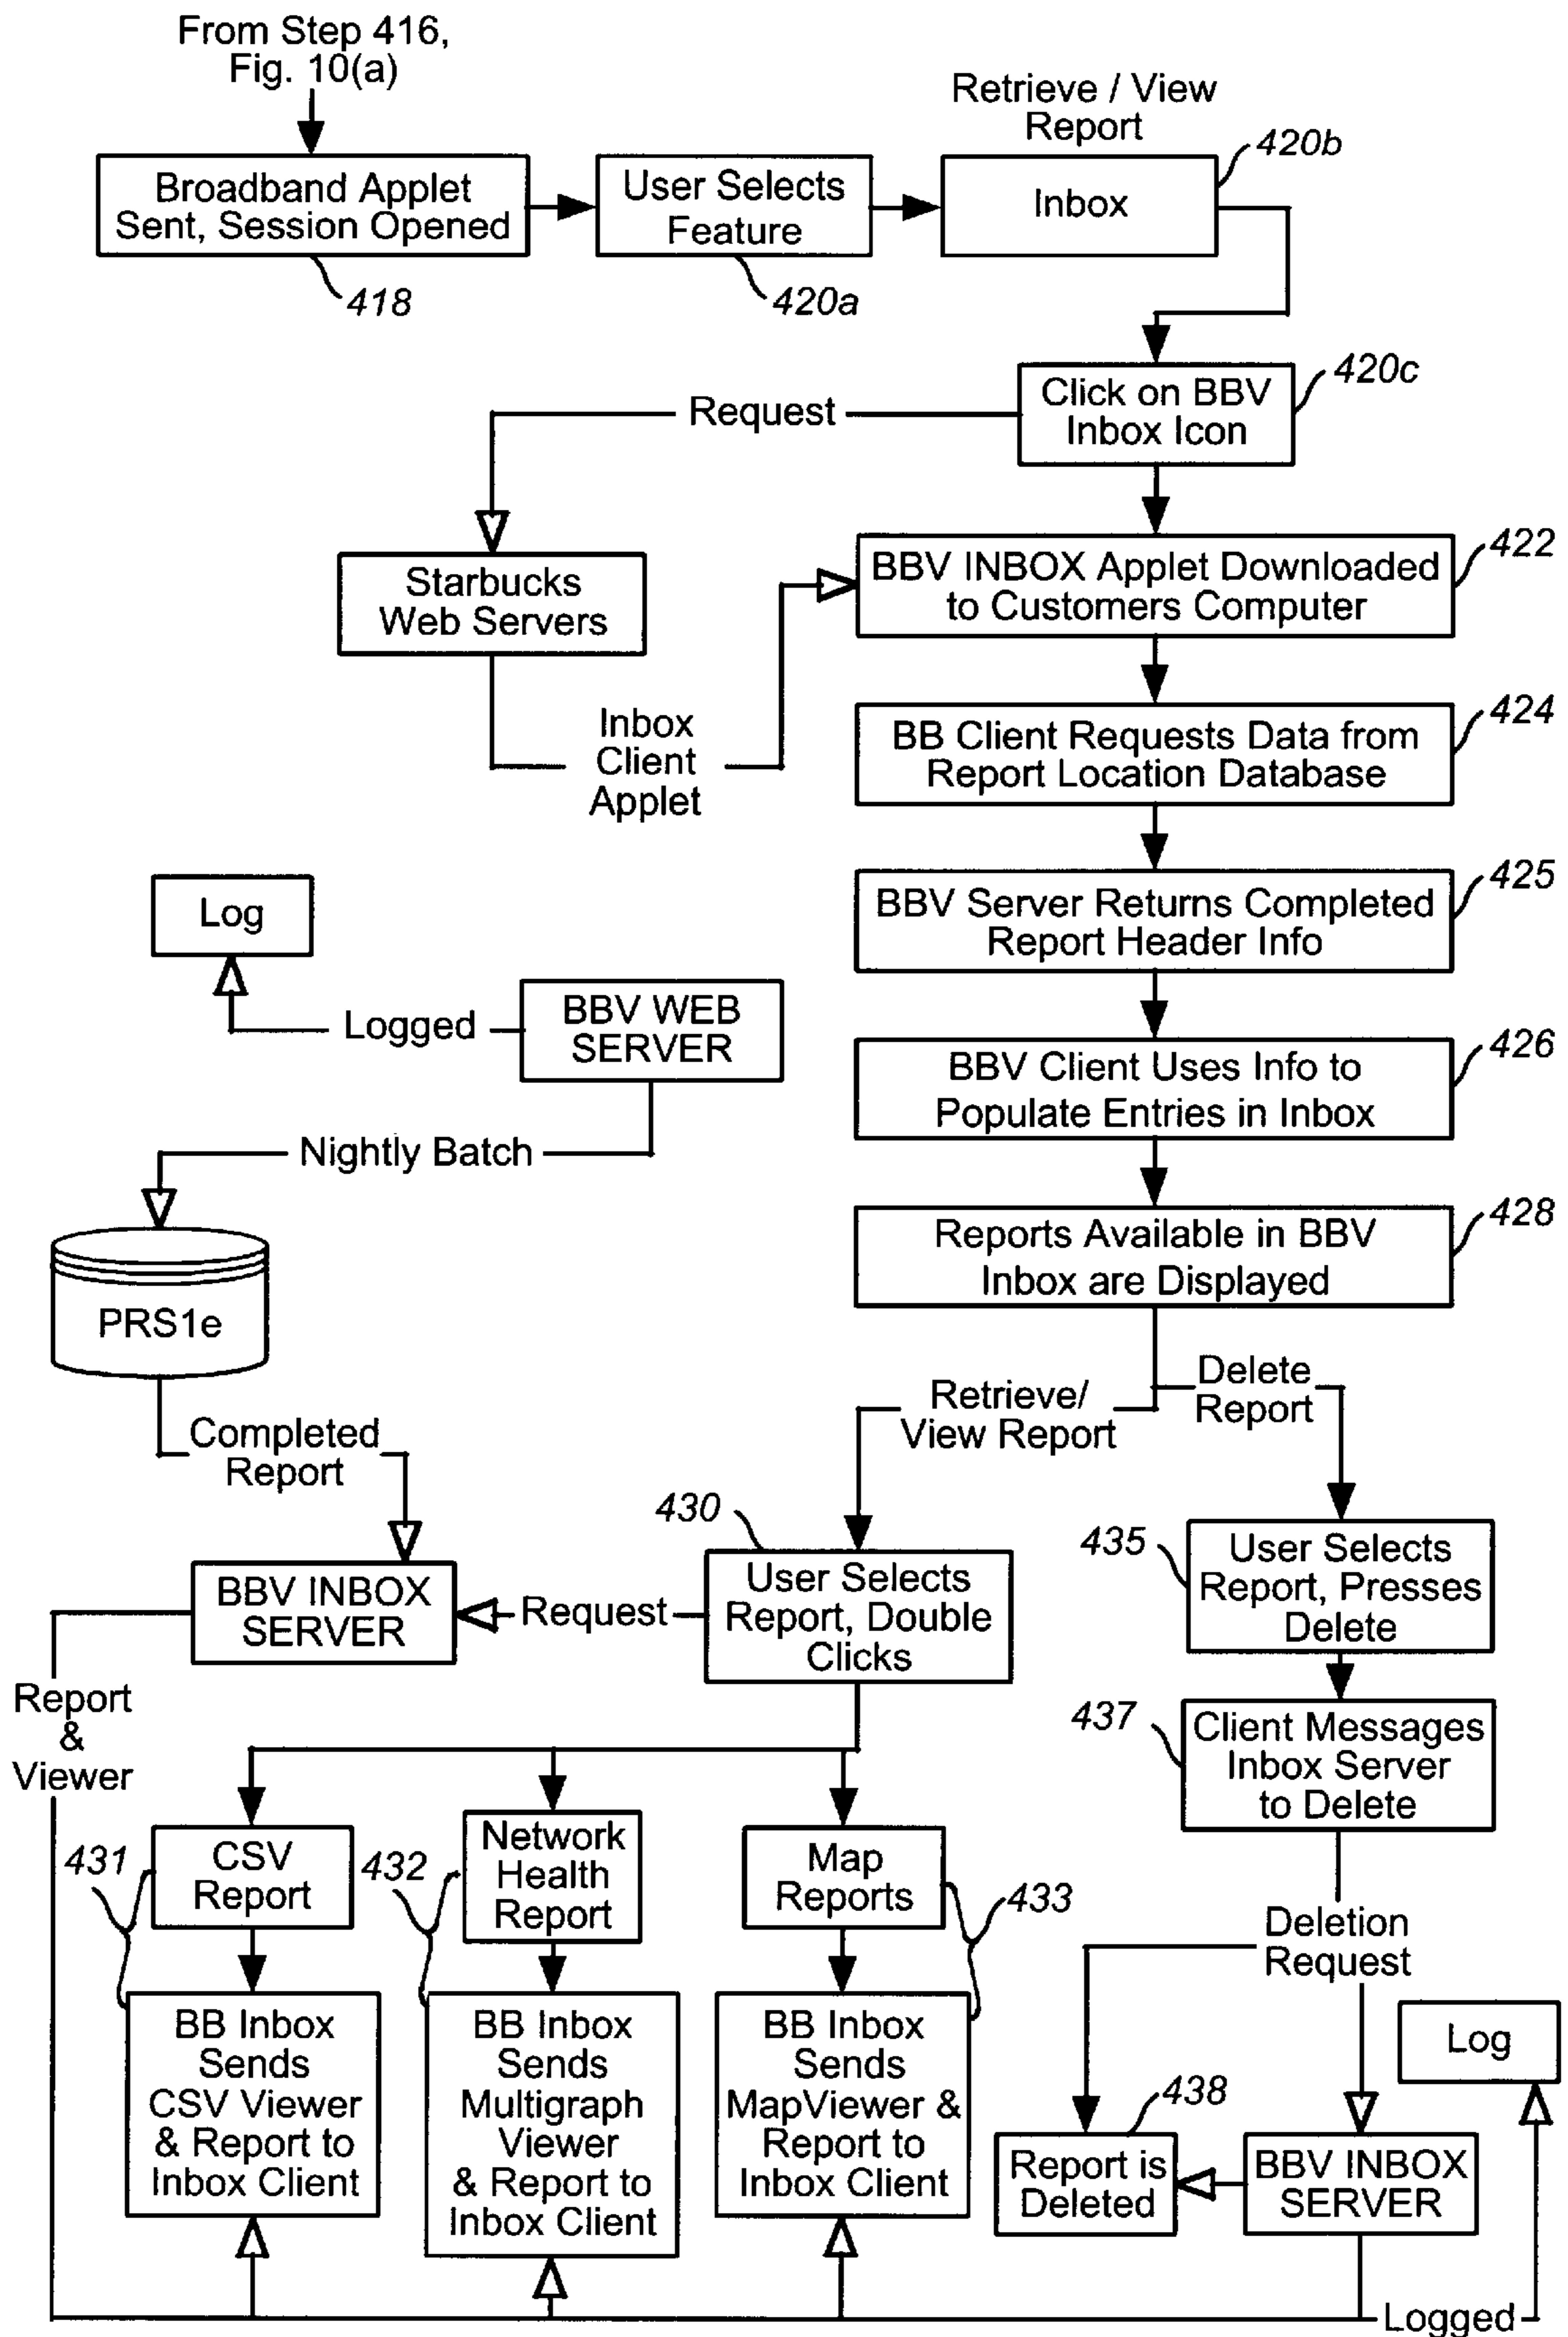 From Step 416,
Fig. 10(a)
Retrieve / View
Report
420b
Broadband Applet
Sent, Session Opened
User Selects
Feature
Inbox
418
420a
420c
Click on BBV
Inbox Icon
Request
422
Starbucks
Web Servers
BBV INBOX Applet Downloaded
to Customers Computer
Inbox
Client
Applet
424
BB Client Requests Data from
Report Location Database
425
Log
BBV Server Returns Completed
Report Header Info
Logged
BBV WEB
SERVER
426
BBV Client Uses Info to
Populate Entries in Inbox
Nightly Batch
428
Reports Available in BBV
Inbox are Displayed
PRS1e
Retrieve/
View Report
Delete
Report
Completed
Report
430
435
BBV INBOX
SERVER
Request
User Selects
Report, Double
Clicks
User Selects
Report, Presses
Delete
Report
&
Viewer
437
Client Messages
Inbox Server
to Delete
431
CSV
Report
432
Network
Health
Report
Map
Reports
433
Deletion
Request
BB Inbox
Sends
CSV Viewer
& Report to
Inbox Client
BB Inbox
Sends
Multigraph
Viewer
& Report to
Inbox Client
BB Inbox
Sends
MapViewer &
Report to
Inbox Client
Log
438
Report is
Deleted
BBV INBOX
SERVER
Logged